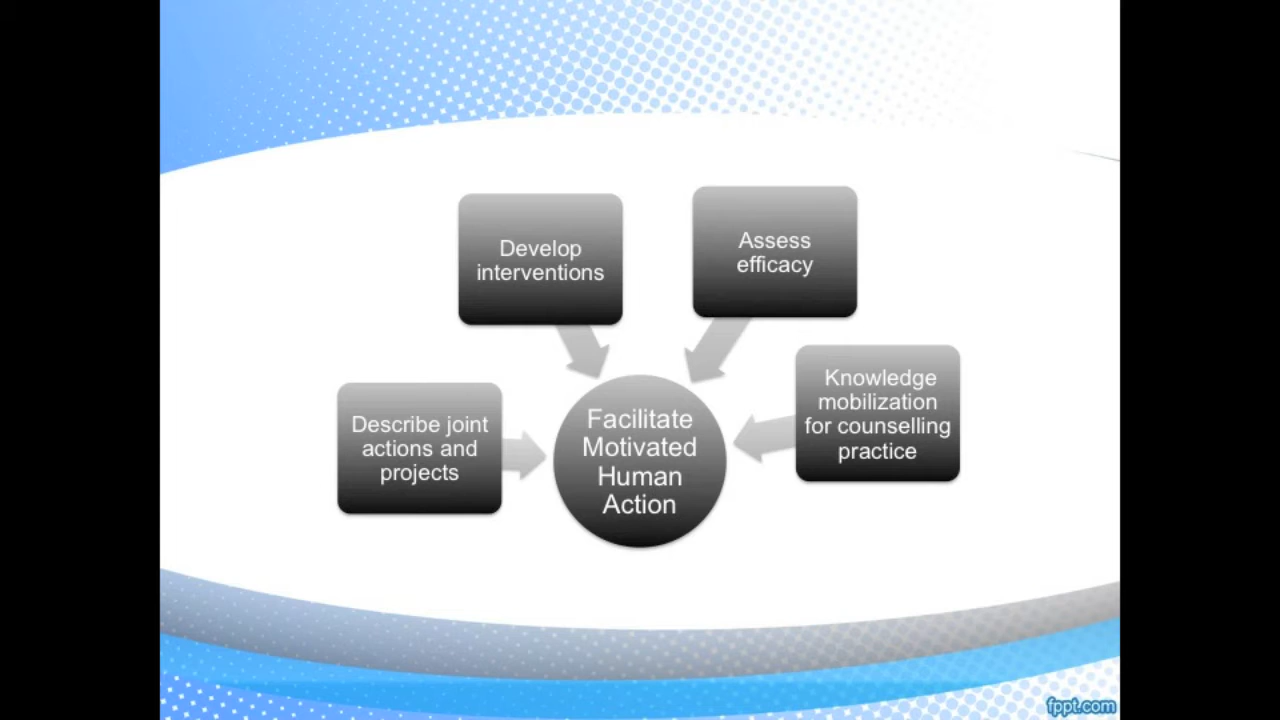 Develop
interventions
Assess
efficacy
Describe joint
actions and
projects
Facilitate
Motivated
Human
Action
Knowledge
mobilization
for counselling
practice
fppt.com